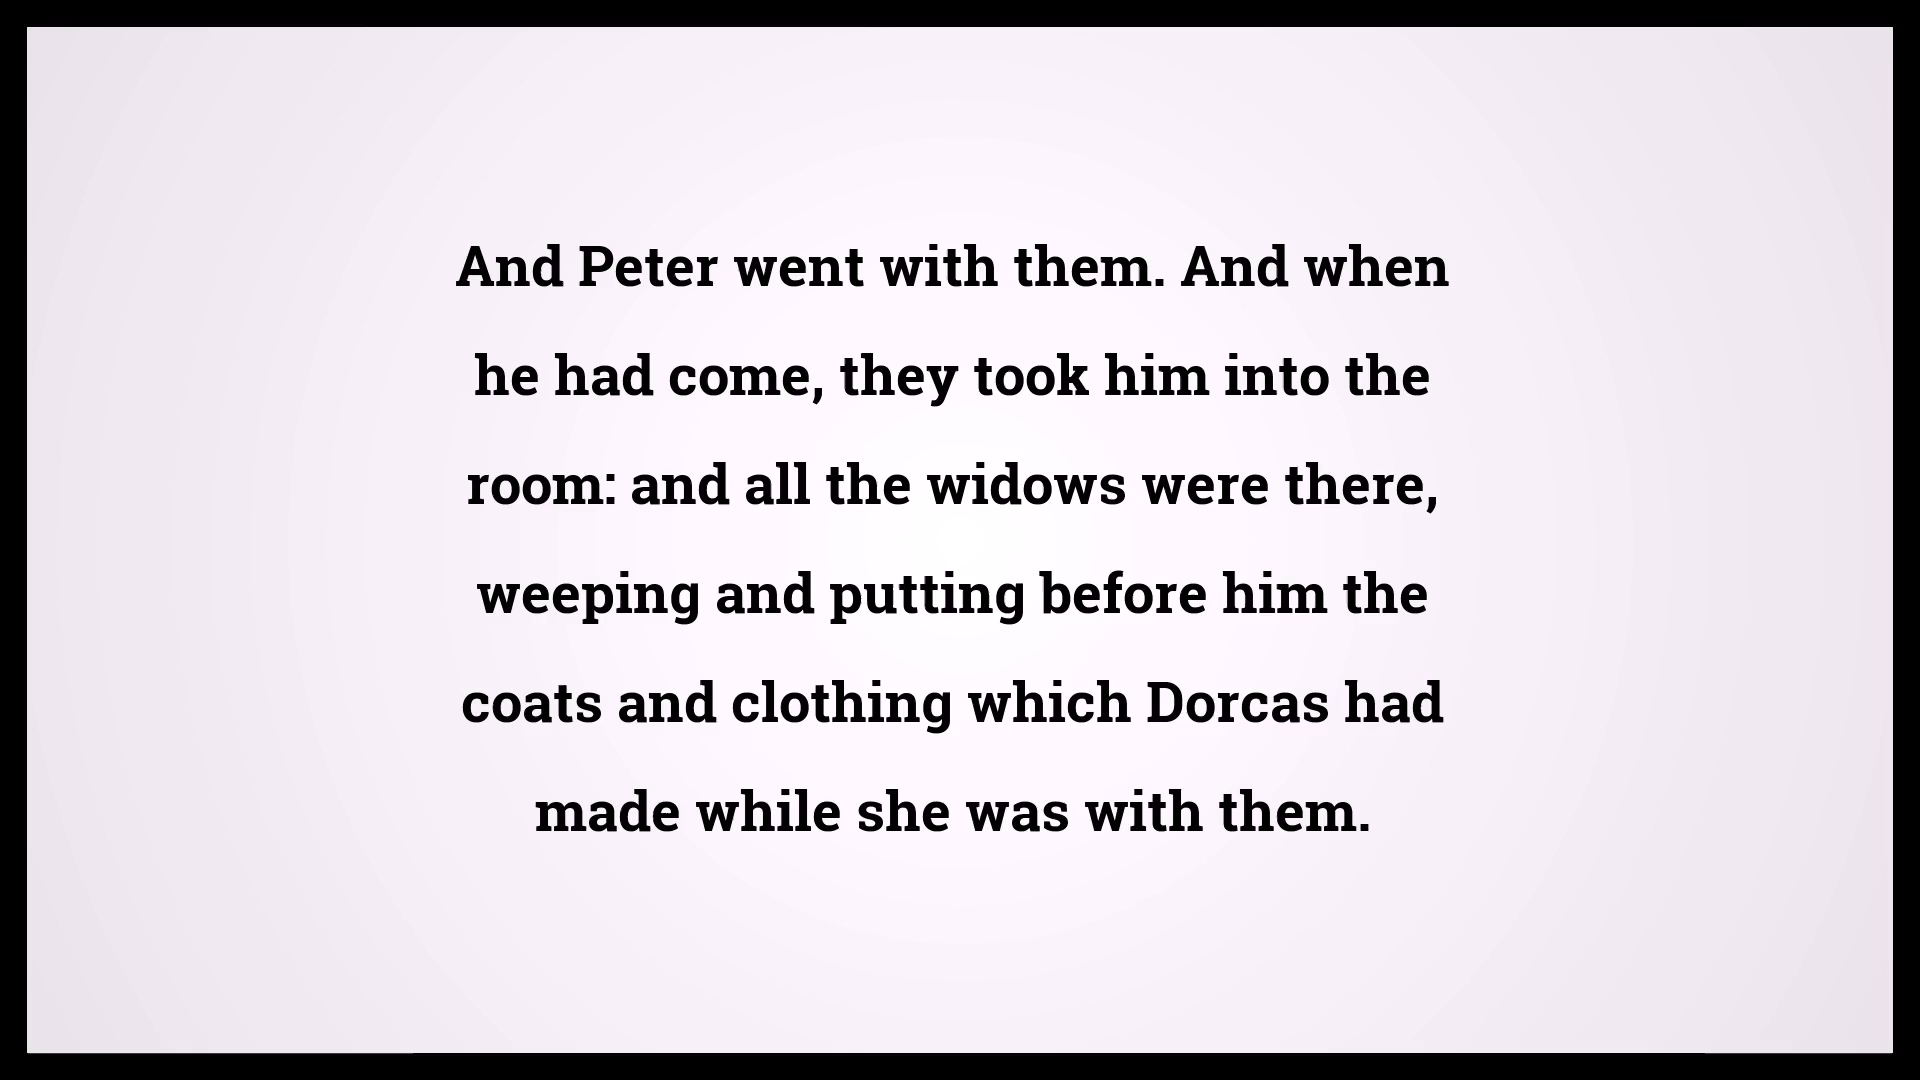 And Peter went with them. And when
he had come, they took him into the
room: and all the widows were there,
weeping and putting before him the
coats and clothing which Dorcas had
made while she was with them.